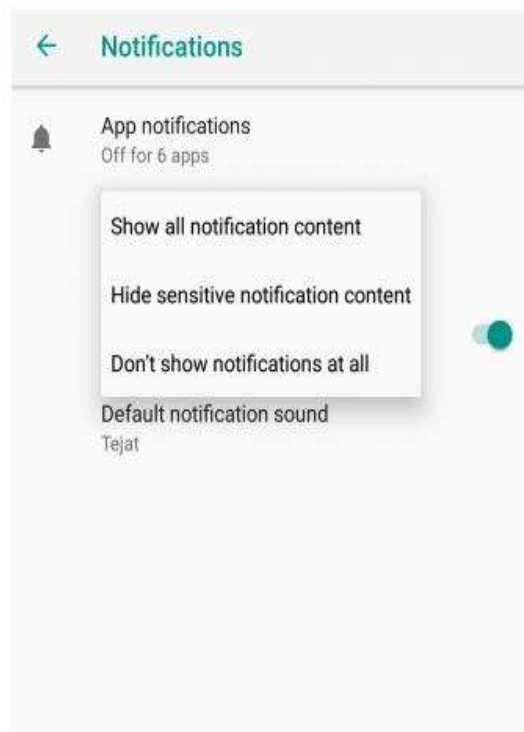 Notifications
App notifications
Off for 6 apps
Show all notification content
Hide sensitive notification content
Don't show notifications at all
Default notification sound
Tejat